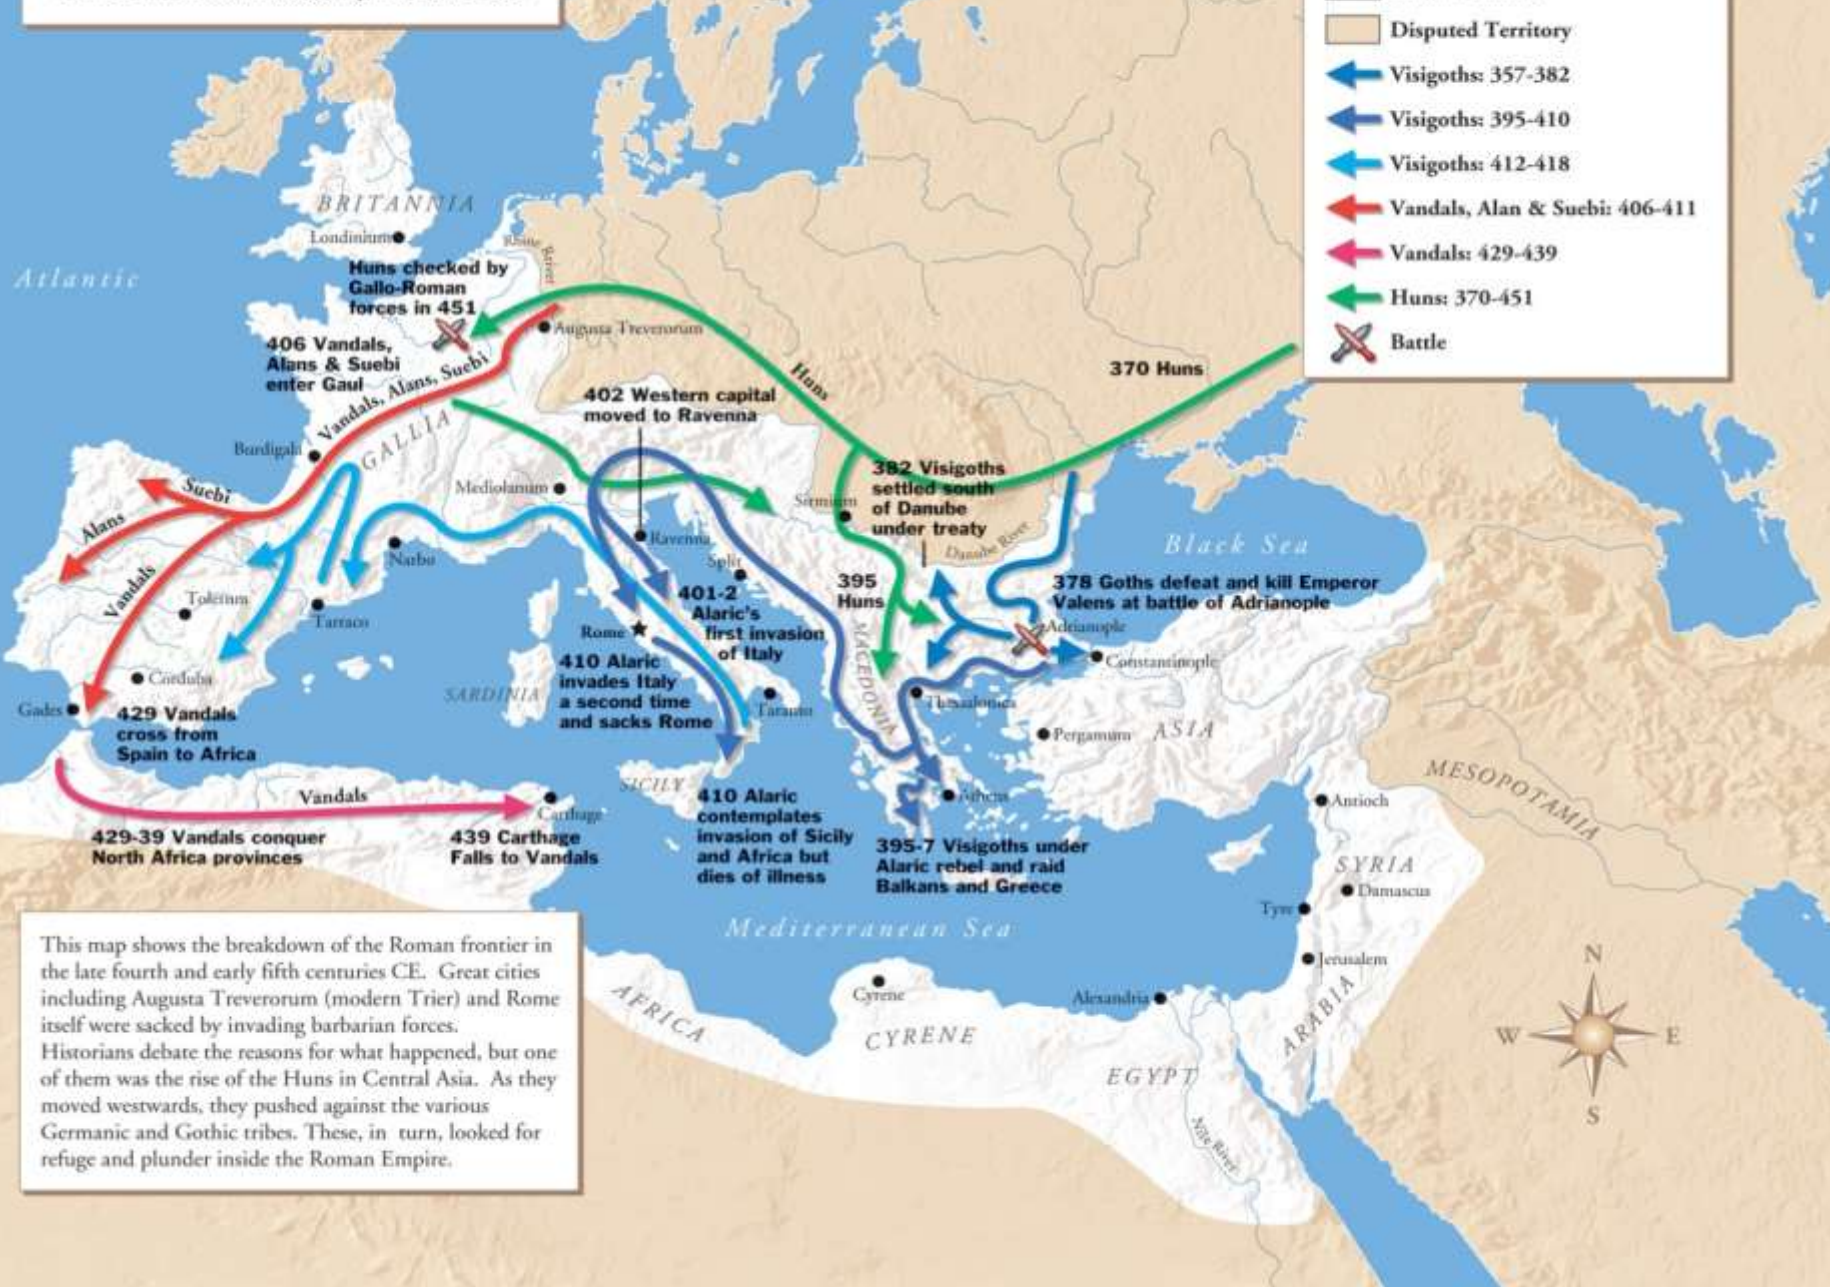 Disputed Territory
Visigoths: 357-382
Visigoths: 395-410
Visigoths: 412-418
Vandals, Alan & Suebi: 406-411
Vandals: 429-439
Huns: 370-451
Battle
Atlantic
BRITANNIA
Londinium
Rhine River
Huns checked by
Gallo-Roman
forces in 451
Augusta Treverorum
406 Vandals,
Alans & Suebi
enter Gaul
Vandals, Alans, Suebi
GALLIA
Huns
370 Huns
402 Western capital
moved to Ravenna
Burdigala
Mediolanum
Sirmium
382 Visigoths
settled south
of Danube
under treaty
Danube River
Black Sea
Suebi
Alans
Vandals
Narbo
Ravenna
Split
Toletum
Tarraco
395
Huns
378 Goths defeat and kill Emperor
Valens at battle of Adrianople
Adrianople
Constantinople
401-2
Alaric's
first invasion
of Italy
Rome
410 Alaric
invades Italy
a second time
and sacks Rome
MACEDONIA
Corduba
Gades
SARDINIA
Taranto
Thessalonica
Pergamum
ASIA
429 Vandals
cross from
Spain to Africa
SICILY
MESOPOTAMIA
Vandals
Carthage
Athens
Antioch
429-39 Vandals conquer
North Africa provinces
439 Carthage
Falls to Vandals
410 Alaric
contemplates
invasion of Sicily
and Africa but
dies of illness
395-7 Visigoths under
Alaric rebel and raid
Balkans and Greece
SYRIA
Damascus
Tyre
Mediterranean Sea
Jerusalem
Cyrene
Alexandria
AFRICA
CYRENE
ARABIA
EGYPT
Nile River
N
W
E
S
This map shows the breakdown of the Roman frontier in
the late fourth and early fifth centuries CE. Great cities
including Augusta Treverorum (modern Trier) and Rome
itself were sacked by invading barbarian forces.
Historians debate the reasons for what happened, but one
of them was the rise of the Huns in Central Asia. As they
moved westwards, they pushed against the various
Germanic and Gothic tribes. These, in turn, looked for
refuge and plunder inside the Roman Empire.